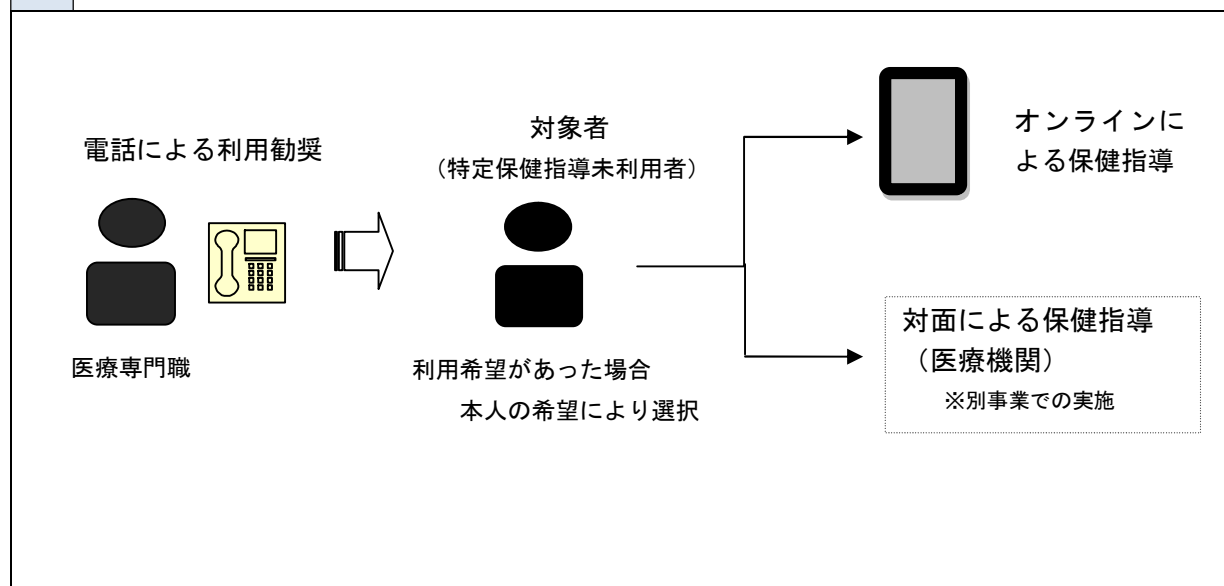 電話による利用勧奨
医療専門職
対象者
（特定保健指導未利用者）
利用希望があった場合
本人の希望により選択
オンラインに
よる保健指導
対面による保健指導
（医療機関）
※別事業での実施